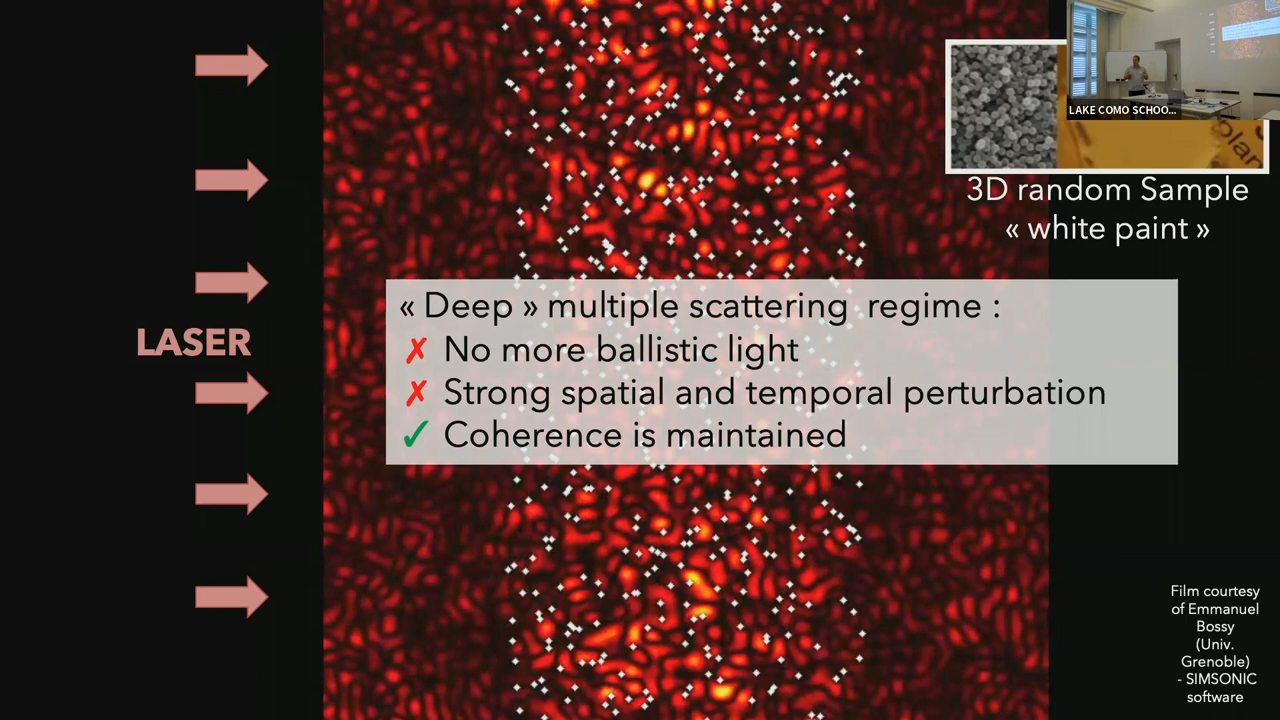 LAKE COMO SCHOO...
olan
3D random Sample
« white paint »
« Deep » multiple scattering regime :
✗ No more ballistic light
✗ Strong spatial and temporal perturbation
✓ Coherence is maintained
LASER
Film courtesy
of Emmanuel
Bossy
(Univ.
Grenoble)
- SIMSONIC
software